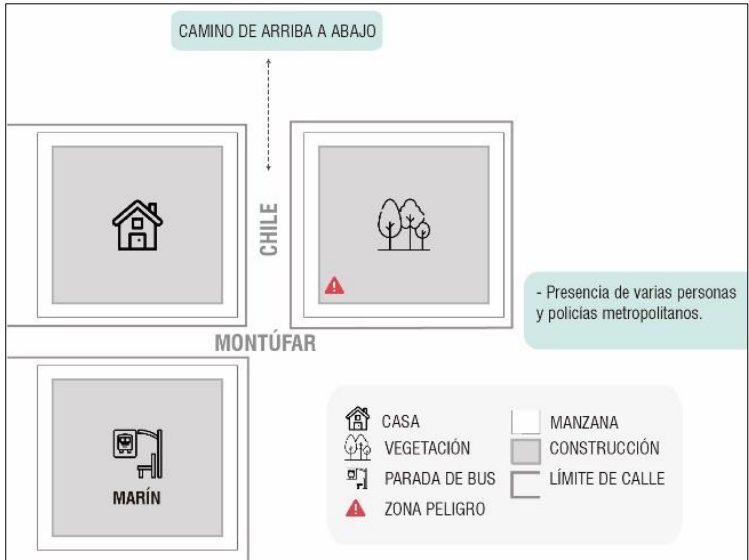 CAMINO DE ARRIBA A ABAJO
CHILE
- Presencia de varias personas
y policías metropolitanos.
MONTÚFAR
MARÍN
CASA
VEGETACIÓN
PARADA DE BUS
ZONA PELIGRO
MANZANA
CONSTRUCCIÓN
LÍMITE DE CALLE